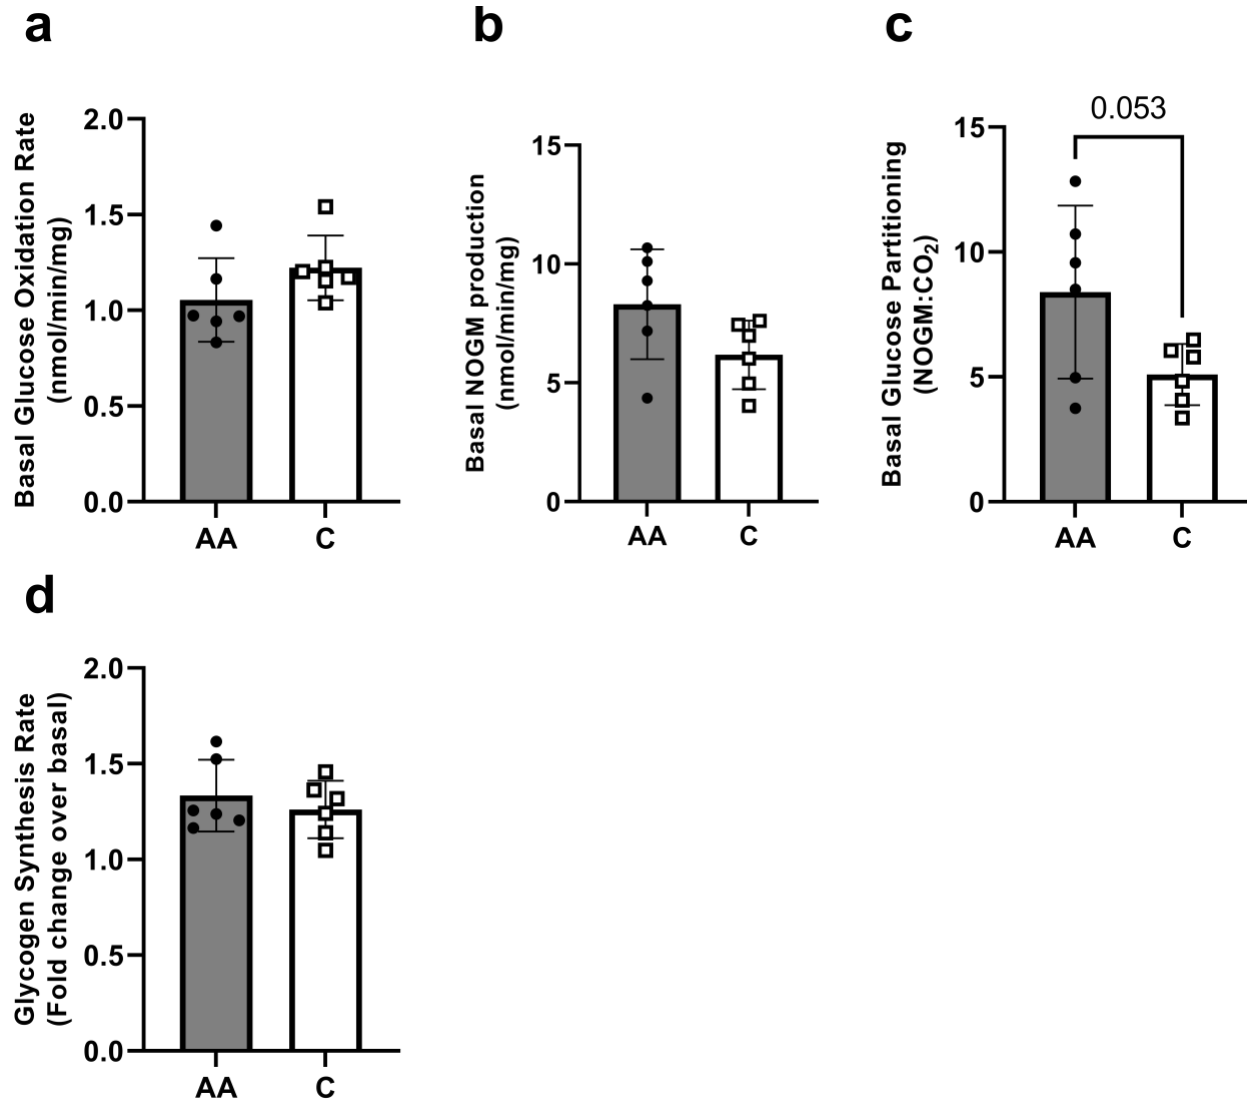 a
Basal Glucose Oxidation Rate
(nmol/min/mg)
2.0
1.5
1.0
0.5
0.0
AA
C
b
Basal NOGM production
(nmol/min/mg)
15
10
5
0
AA
C
c
Basal Glucose Partitioning
(NOGM:CO₂)
0.053
15
10
5
0
AA
C
d
Glycogen Synthesis Rate
(Fold change over basal)
2.0
1.5
1.0
0.5
0.0
AA
C